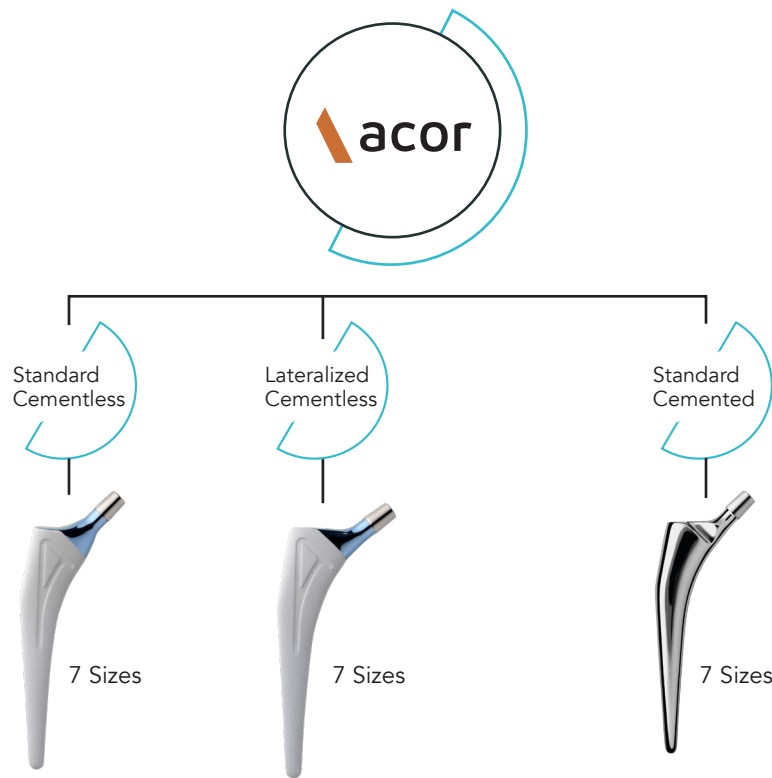 acor
Standard
Cementless
Lateralized
Cementless
Standard
Cemented
7 Sizes
7 Sizes
7 Sizes